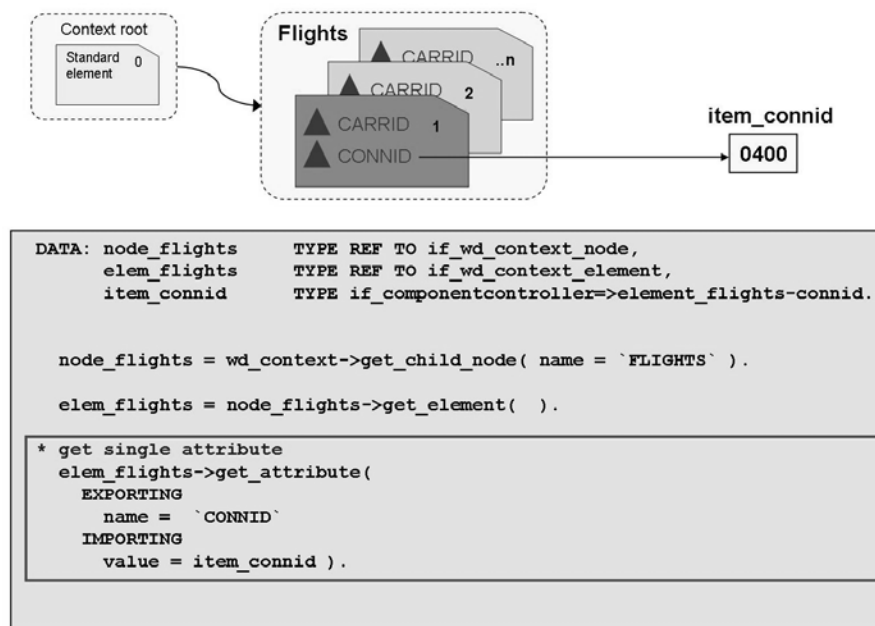 Context root
Standard 0
element
Flights
CARRID ..n
CARRID 2
CARRID 1
CONNID
item_connid
0400
DATA: node_flights TYPE REF TO if_wd_context_node,
elem_flights TYPE REF TO if_wd_context_element,
item_connid TYPE if_componentcontroller=>element_flights-connid.
node_flights = wd_context->get_child_node( name = `FLIGHTS` ).
elem_flights = node_flights->get_element( ).
* get single attribute
elem_flights->get_attribute(
EXPORTING
name = `CONNID`
IMPORTING
value = item_connid ).